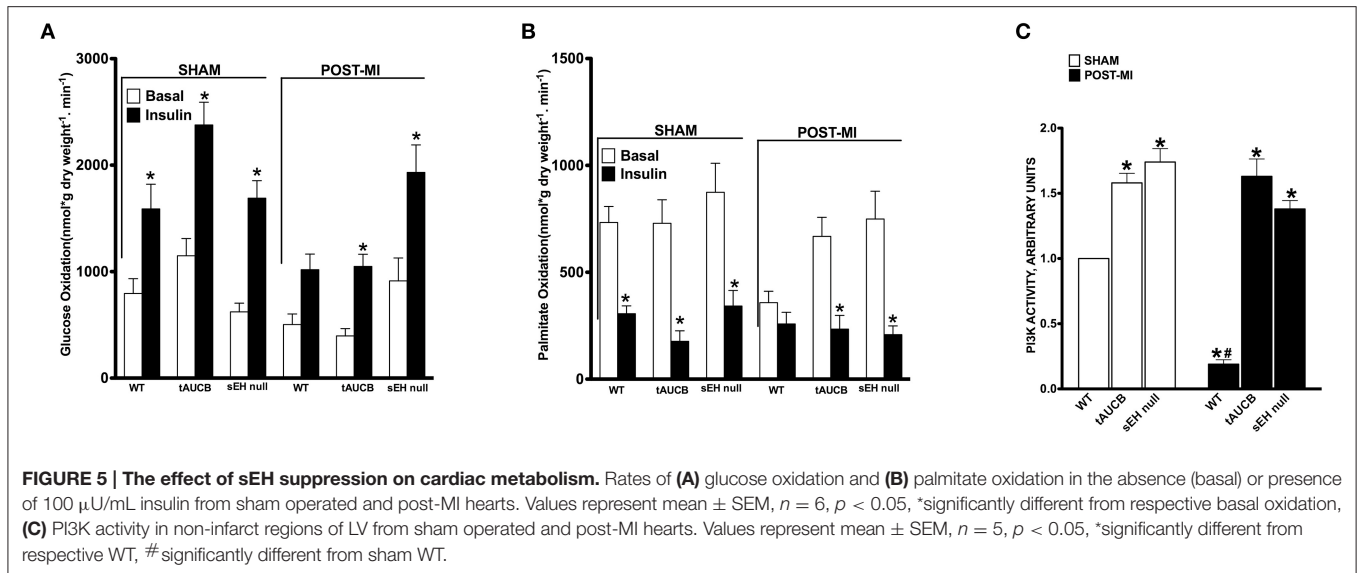 A
Glucose Oxidation(nmol*g dry weight-1. min-1)
3000
2000
1000
0
SHAM
POST-MI
Basal
Insulin
*
*
*
*
*
WT
tAUCB
sEH null
WT
tAUCB
sEH null
B
Palmitate Oxidation(nmol*g dry weight-1. min-1)
1500
1000
500
0
SHAM
POST-MI
Basal
Insulin
*
*
*
*
*
WT
tAUCB
sEH null
WT
tAUCB
sEH null
C
SHAM
POST-MI
PI3K ACTIVITY, ARBITRARY UNITS
2.0
1.5
1.0
0.5
0.0
*
*
*#
*
*
WT
tAUCB
sEH null
WT
tAUCB
sEH null
FIGURE 5 | The effect of sEH suppression on cardiac metabolism. Rates of (A) glucose oxidation and (B) palmitate oxidation in the absence (basal) or presence
of 100 μU/mL insulin from sham operated and post-MI hearts. Values represent mean ± SEM, n = 6, p < 0.05, *significantly different from respective basal oxidation,
(C) PI3K activity in non-infarct regions of LV from sham operated and post-MI hearts. Values represent mean ± SEM, n = 5, p < 0.05, *significantly different from
respective WT, #significantly different from sham WT.